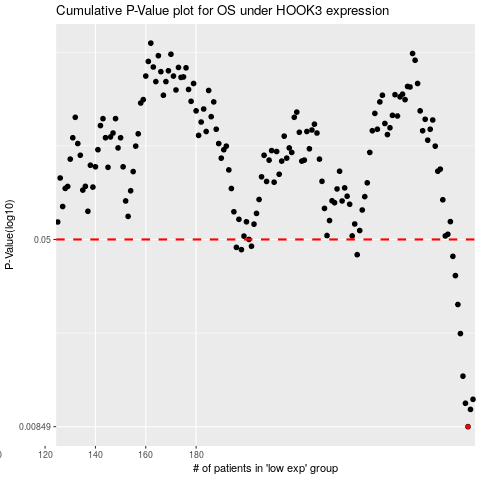 Cumulative P-Value plot for OS under HOOK3 expression
P-Value(log10)
0.05
0.00849
0 120 140 160 180
# of patients in 'low exp' group